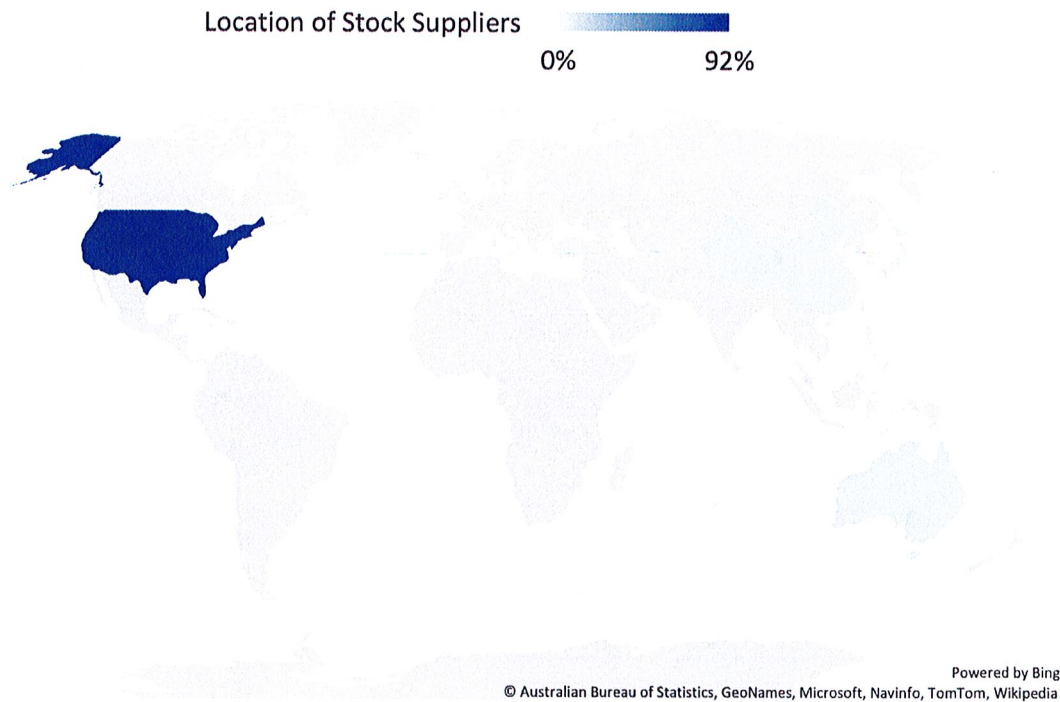 Location of Stock Suppliers
0% 92%
Powered by Bing
© Australian Bureau of Statistics, GeoNames, Microsoft, Navinfo, TomTom, Wikipedia